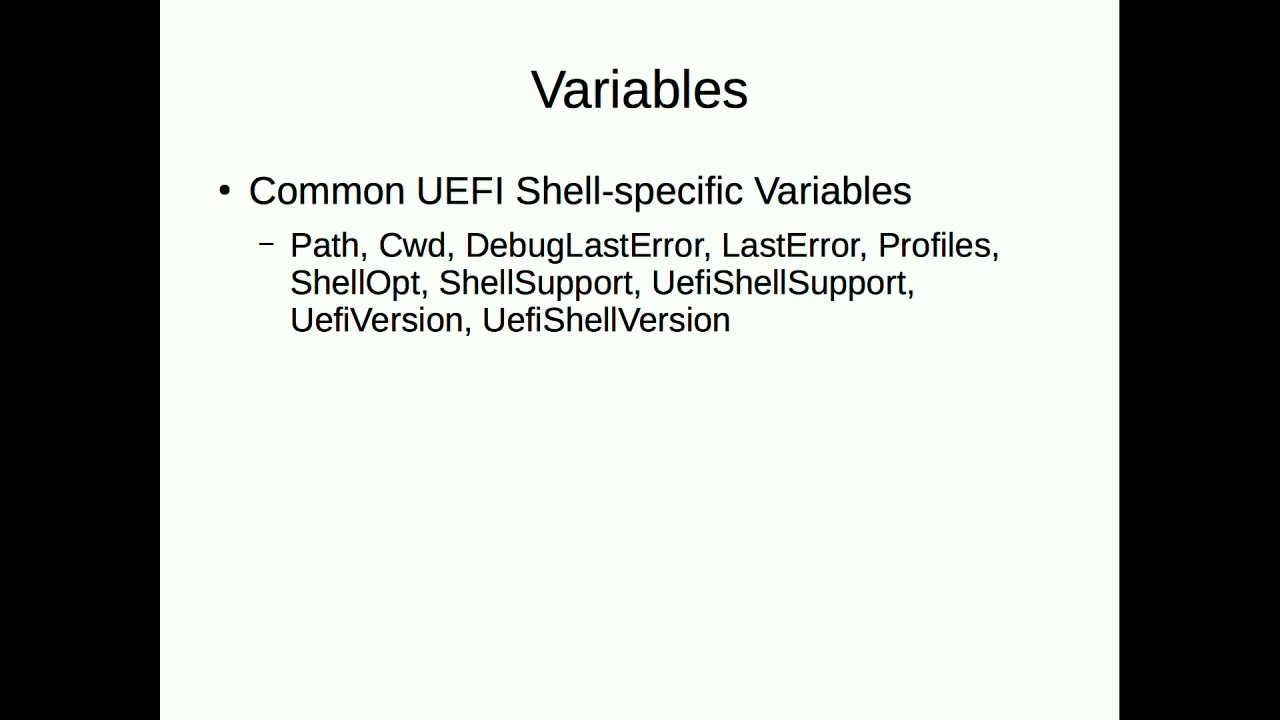 Variables
• Common UEFI Shell-specific Variables
– Path, Cwd, DebugLastError, LastError, Profiles,
ShellOpt, ShellSupport, UefiShellSupport,
UefiVersion, UefiShellVersion